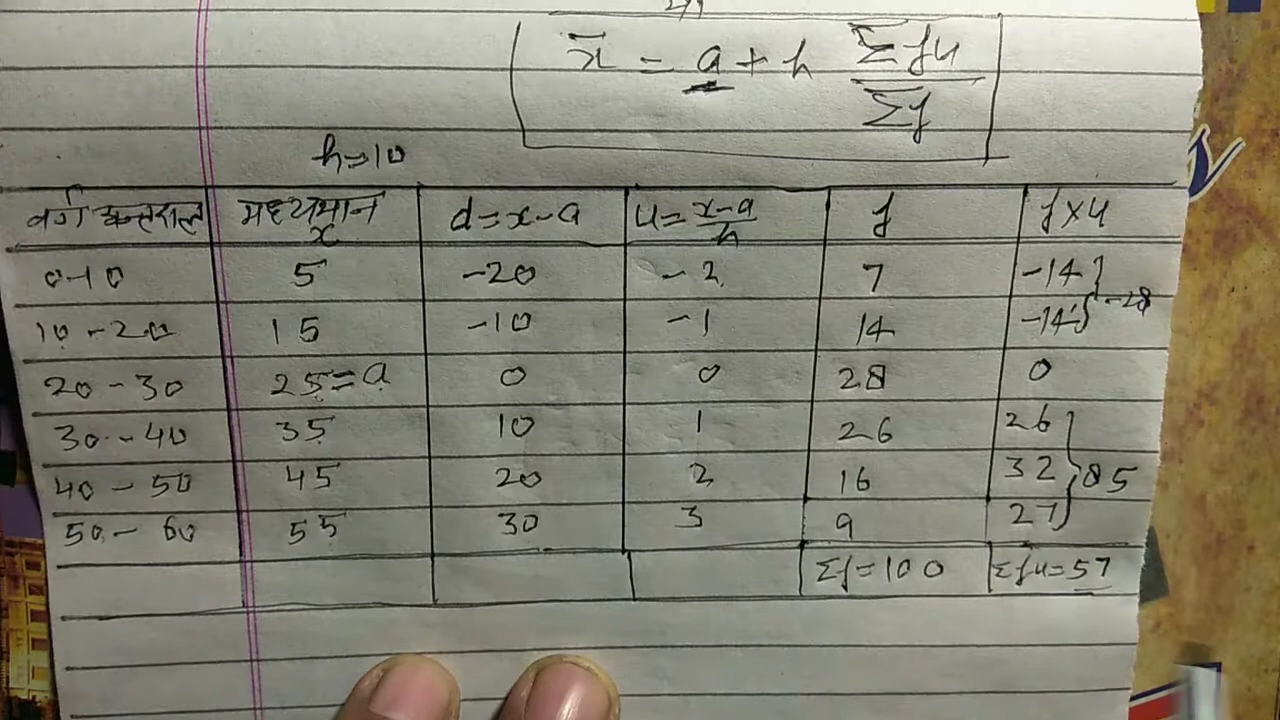 x̄ = a + h Σfu / Σf
h=10
वर्ग अन्तराल मध्यमान x d=x-a u=x-a/h f f×u
0-10 5 -20 -2 7 -14
-28
10-20 15 -10 -1 14 -14
20-30 25=a 0 0 28 0
30-40 35 10 1 26 26
40-50 45 20 2 16 32 85
50-60 55 30 3 9 27
Σf=100 Σfu=57